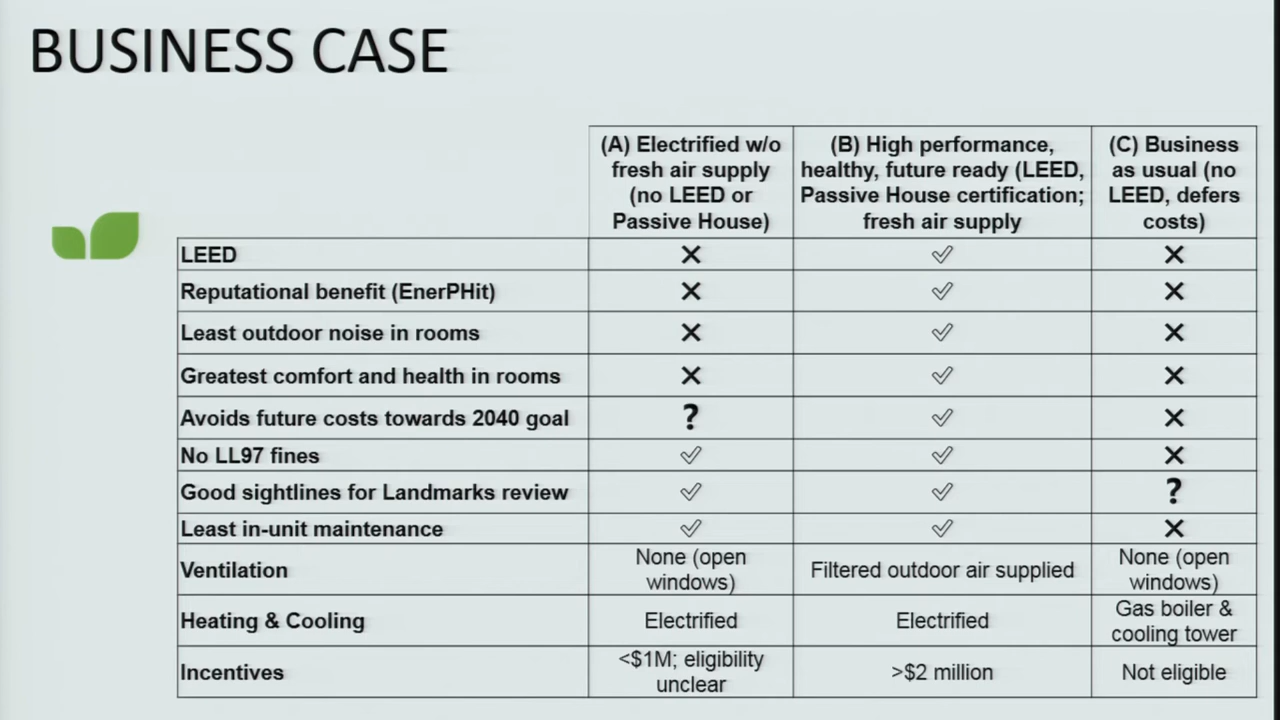 BUSINESS CASE
(A) Electrified w/o
fresh air supply
(no LEED or
Passive House)
(B) High performance,
healthy, future ready (LEED,
Passive House certification;
fresh air supply
(C) Business
as usual (no
LEED, defers
costs)
LEED ✕ ✓ ✕
Reputational benefit (EnerPHit) ✕ ✓ ✕
Least outdoor noise in rooms ✕ ✓ ✕
Greatest comfort and health in rooms ✕ ✓ ✕
Avoids future costs towards 2040 goal ? ✓ ✕
No LL97 fines ✓ ✓ ✕
Good sightlines for Landmarks review ✓ ✓ ?
Least in-unit maintenance ✓ ✓ ✕
Ventilation
None (open
windows)
Filtered outdoor air supplied
None (open
windows)
Heating & Cooling
Electrified
Electrified
Gas boiler &
cooling tower
Incentives
<$1M; eligibility
unclear
>$2 million
Not eligible